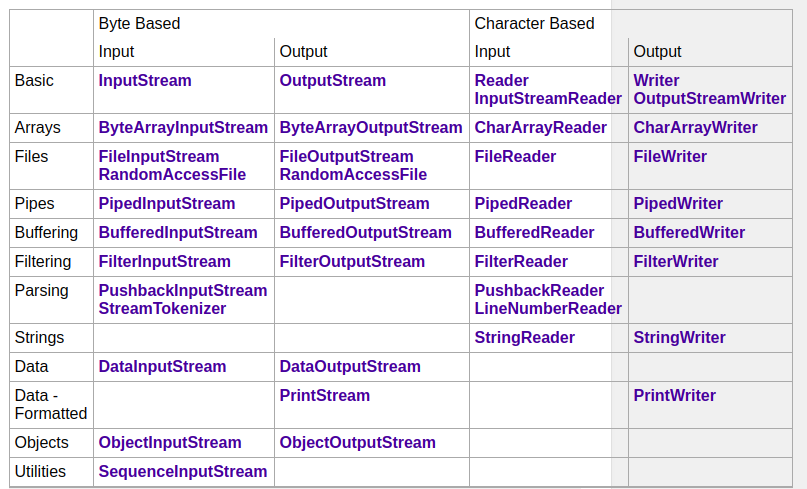 Byte Based Character Based
Input Output Input Output
Basic InputStream OutputStream Reader Writer
InputStreamReader OutputStreamWriter
Arrays ByteArrayInputStream ByteArrayOutputStream CharArrayReader CharArrayWriter
Files FileInputStream FileOutputStream FileReader FileWriter
RandomAccessFile RandomAccessFile
Pipes PipedInputStream PipedOutputStream PipedReader PipedWriter
Buffering BufferedInputStream BufferedOutputStream BufferedReader BufferedWriter
Filtering FilterInputStream FilterOutputStream FilterReader FilterWriter
Parsing PushbackInputStream PushbackReader
StreamTokenizer LineNumberReader
Strings StringReader StringWriter
Data DataInputStream DataOutputStream
Data - PrintStream PrintWriter
Formatted
Objects ObjectInputStream ObjectOutputStream
Utilities SequenceInputStream